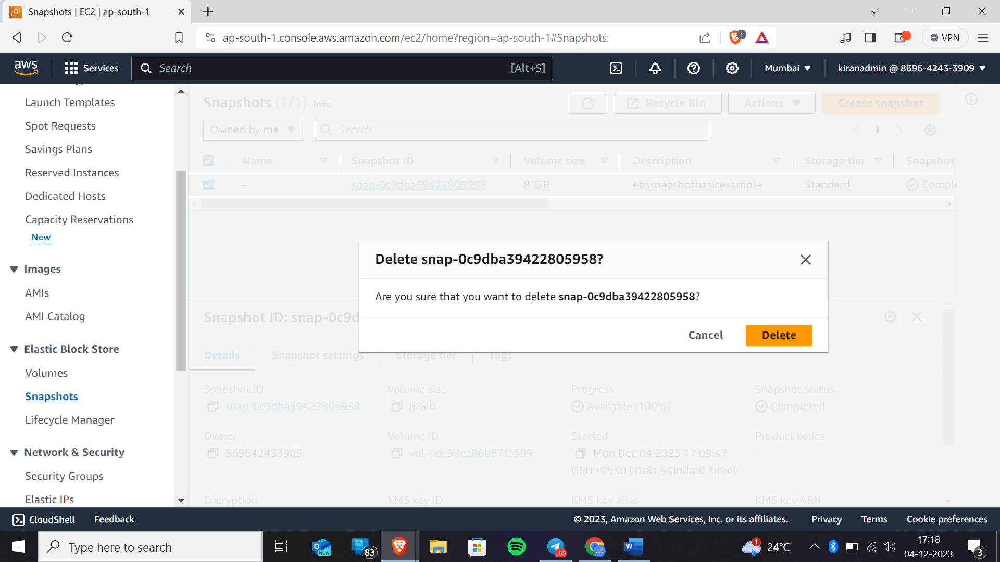 Snapshots | EC2 | ap-south-1
ap-south-1.console.aws.amazon.com/ec2/home?region=ap-south-1#Snapshots:
1
VPN
aws
Services
Search
[Alt+S]
Mumbai
kiranadmin @ 8696-4243-3909
Launch Templates
Spot Requests
Savings Plans
Reserved Instances
Dedicated Hosts
Capacity Reservations
New
Images
AMIs
AMI Catalog
Elastic Block Store
Volumes
Snapshots
Lifecycle Manager
Network & Security
Security Groups
Elastic IPs
Snapshots (1/1) Info
Recycle Bin
Actions
Create snapshot
Owned by me
Search
1
Name
Snapshot ID
Volume size
Description
Storage tier
Snapshot
–
snap-0c9dba39422805958
8 GiB
ebssnapshotbasicexample
Standard
Comple
Delete snap-0c9dba39422805958?
Are you sure that you want to delete snap-0c9dba39422805958?
Cancel
Delete
Snapshot ID: snap-0c9d
Details
Snapshot settings
Storage tier
Tags
Snapshot ID
snap-0c9dba39422805958
Volume size
8 GiB
Progress
Available (100%)
Snapshot status
Completed
Owner
869642433909
Volume ID
vol-0de9dea86b87fa599
Started
Mon Dec 04 2023 17:09:47
GMT+0530 (India Standard Time)
Product codes
-
Encryption
KMS key ID
KMS key alias
KMS key ARN
CloudShell
Feedback
© 2023, Amazon Web Services, Inc. or its affiliates.
Privacy
Terms
Cookie preferences
Type here to search
NEW
83
..65
W
1
24°C
17:18
04-12-2023
3